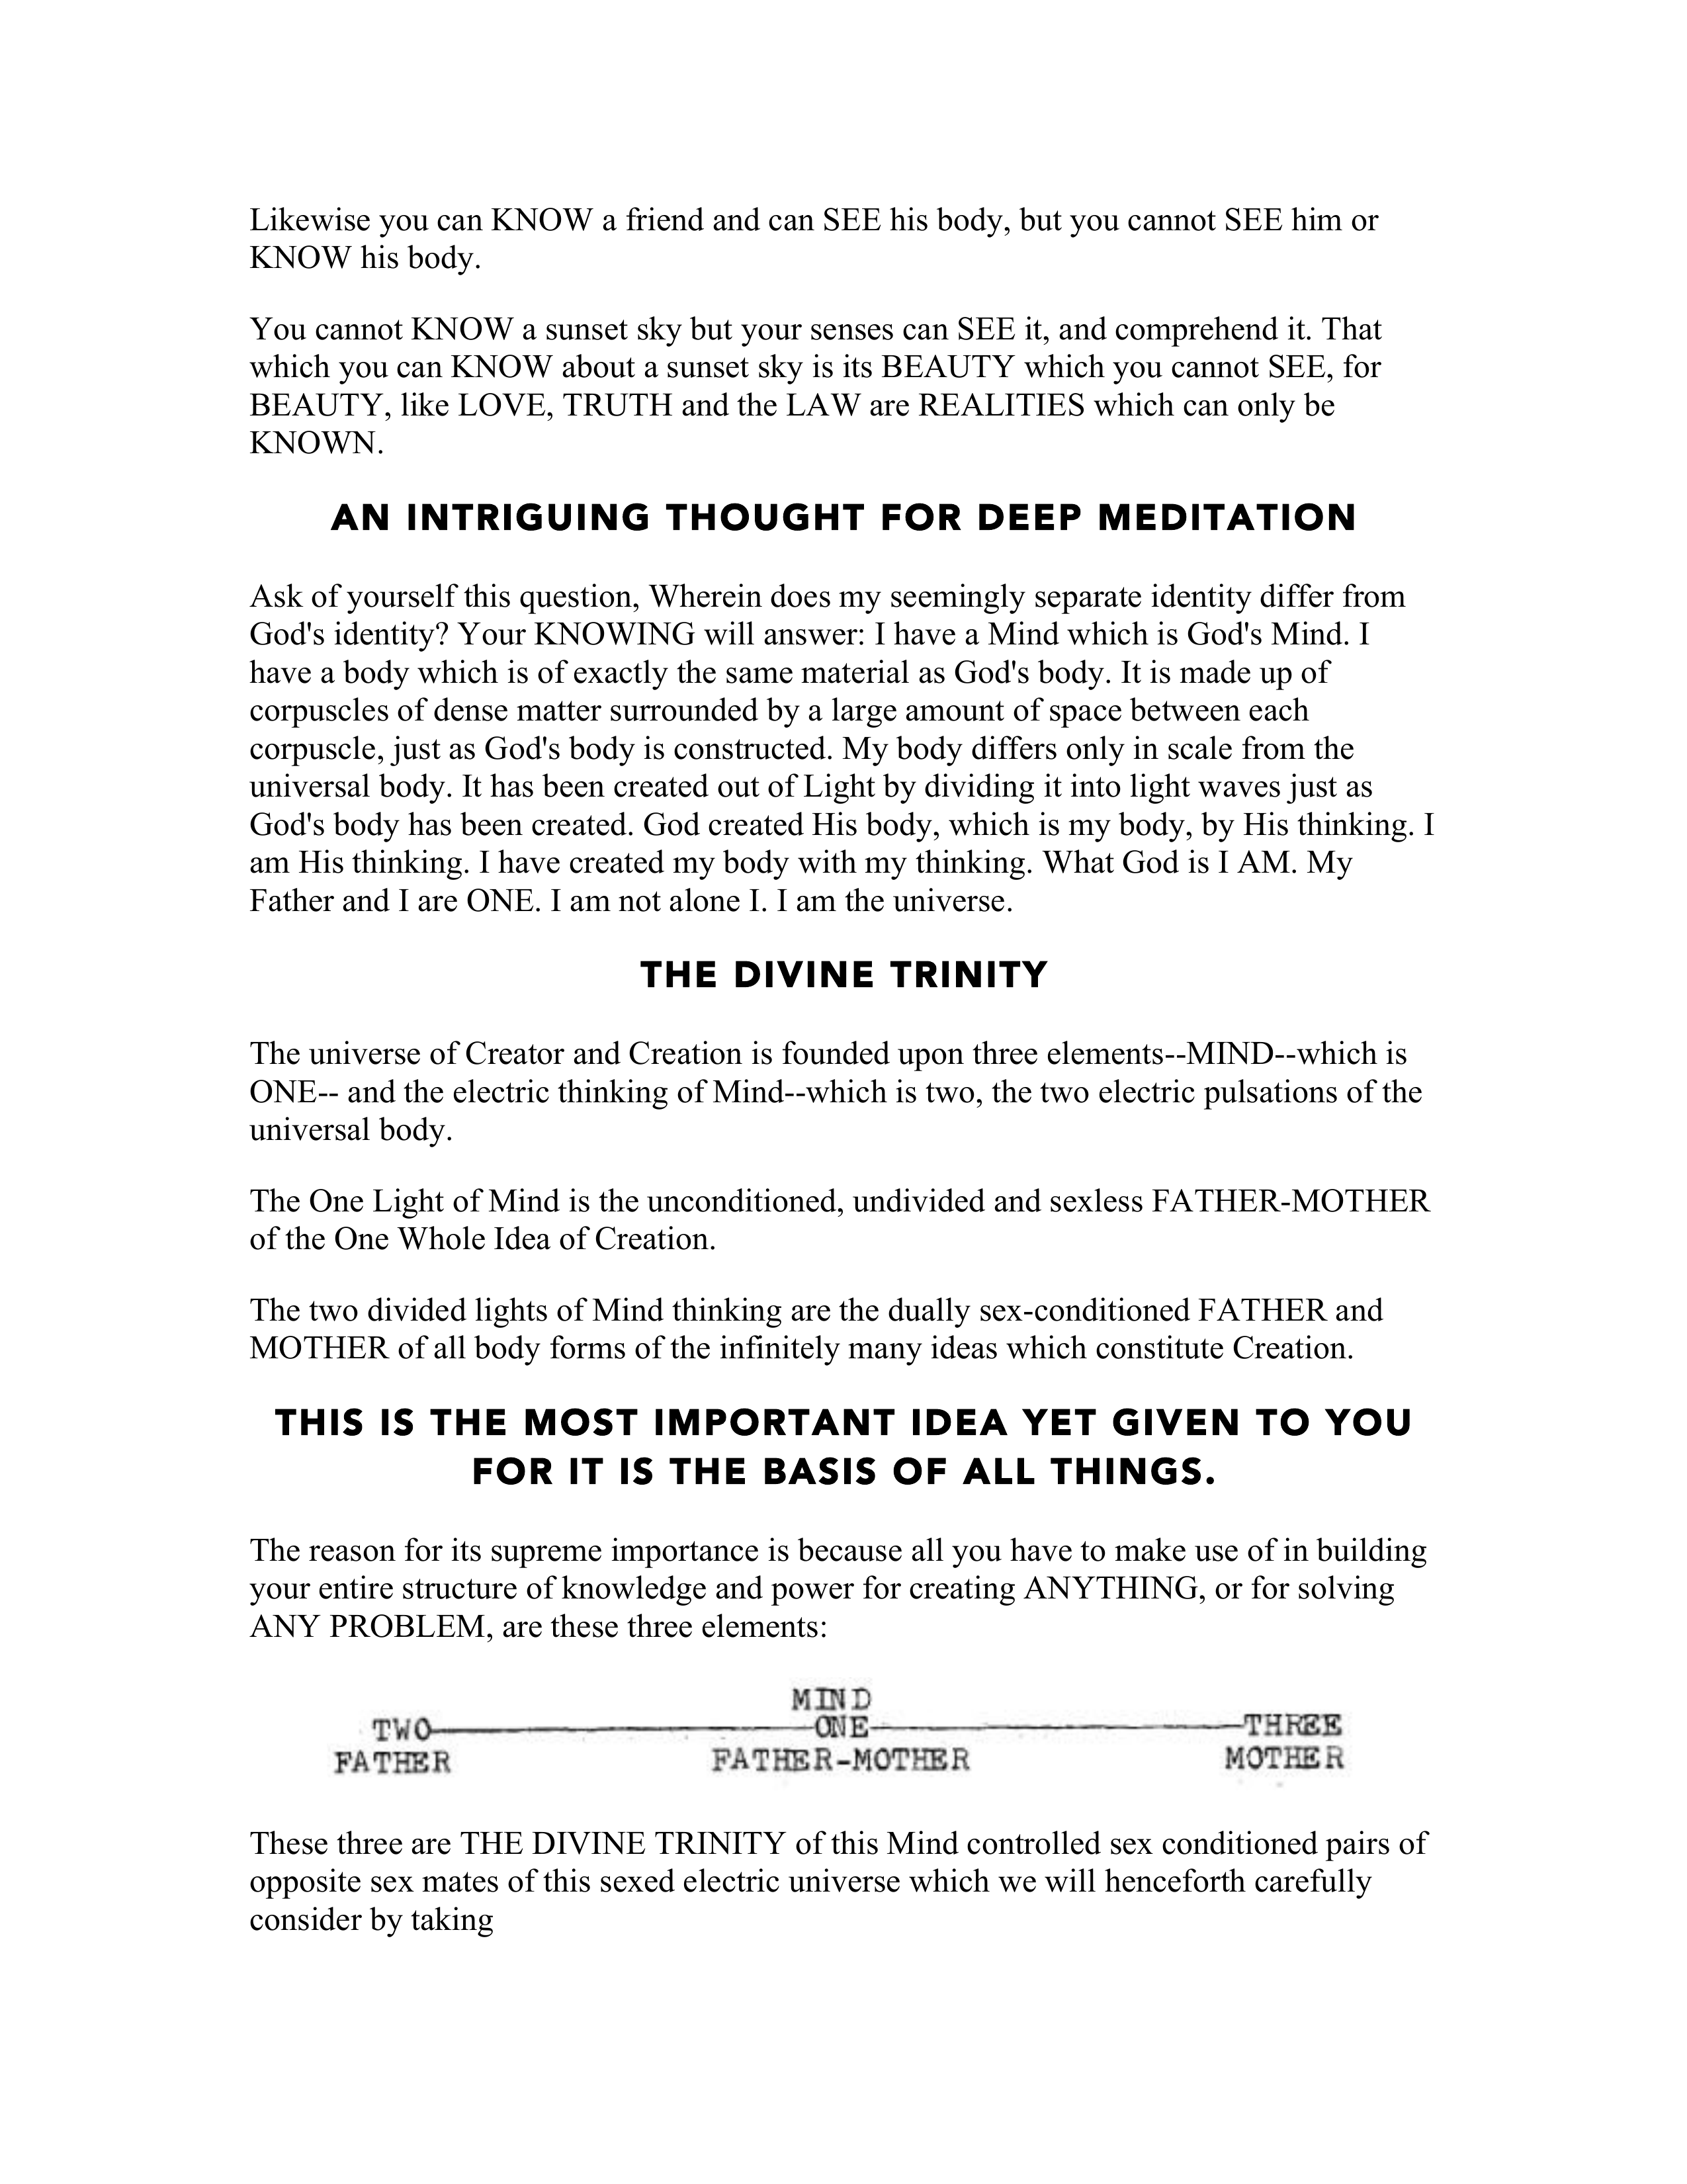 Likewise you can KNOW a friend and can SEE his body, but you cannot SEE him or
KNOW his body.
You cannot KNOW a sunset sky but your senses can SEE it, and comprehend it. That
which you can KNOW about a sunset sky is its BEAUTY which you cannot SEE, for
BEAUTY, like LOVE, TRUTH and the LAW are REALITIES which can only be
KNOWN.
AN INTRIGUING THOUGHT FOR DEEP MEDITATION
Ask of yourself this question, Wherein does my seemingly separate identity differ from
God's identity? Your KNOWING will answer: I have a Mind which is God's Mind. I
have a body which is of exactly the same material as God's body. It is made up of
corpuscles of dense matter surrounded by a large amount of space between each
corpuscle, just as God's body is constructed. My body differs only in scale from the
universal body. It has been created out of Light by dividing it into light waves just as
God's body has been created. God created His body, which is my body, by His thinking. I
am His thinking. I have created my body with my thinking. What God is I AM. My
Father and I are ONE. I am not alone I. I am the universe.
THE DIVINE TRINITY
The universe of Creator and Creation is founded upon three elements--MIND--which is
ONE-- and the electric thinking of Mind--which is two, the two electric pulsations of the
universal body.
The One Light of Mind is the unconditioned, undivided and sexless FATHER-MOTHER
of the One Whole Idea of Creation.
The two divided lights of Mind thinking are the dually sex-conditioned FATHER and
MOTHER of all body forms of the infinitely many ideas which constitute Creation.
THIS IS THE MOST IMPORTANT IDEA YET GIVEN TO YOU
FOR IT IS THE BASIS OF ALL THINGS.
The reason for its supreme importance is because all you have to make use of in building
your entire structure of knowledge and power for creating ANYTHING, or for solving
ANY PROBLEM, are these three elements:
MIND
TWO ONE THREE
FATHER FATHER-MOTHER MOTHER
These three are THE DIVINE TRINITY of this Mind controlled sex conditioned pairs of
opposite sex mates of this sexed electric universe which we will henceforth carefully
consider by taking